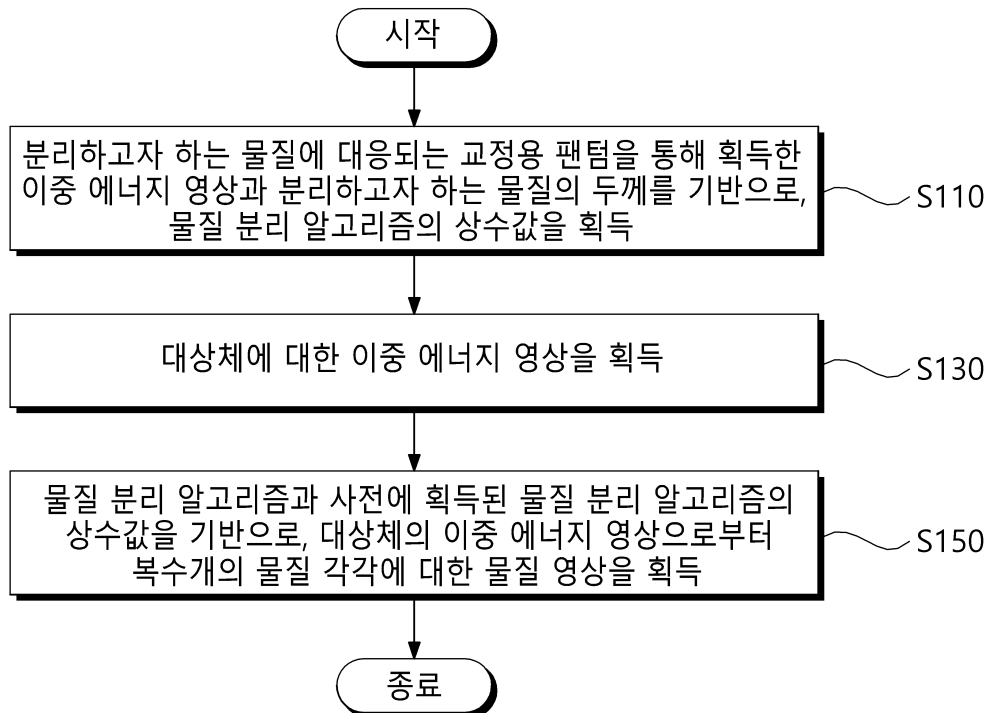 시작
분리하고자 하는 물질에 대응되는 교정용 팬텀을 통해 획득한
이중 에너지 영상과 분리하고자 하는 물질의 두께를 기반으로,
물질 분리 알고리즘의 상수값을 획득
S110
대상체에 대한 이중 에너지 영상을 획득
S130
물질 분리 알고리즘과 사전에 획득된 물질 분리 알고리즘의
상수값을 기반으로, 대상체의 이중 에너지 영상으로부터
복수개의 물질 각각에 대한 물질 영상을 획득
S150
종료